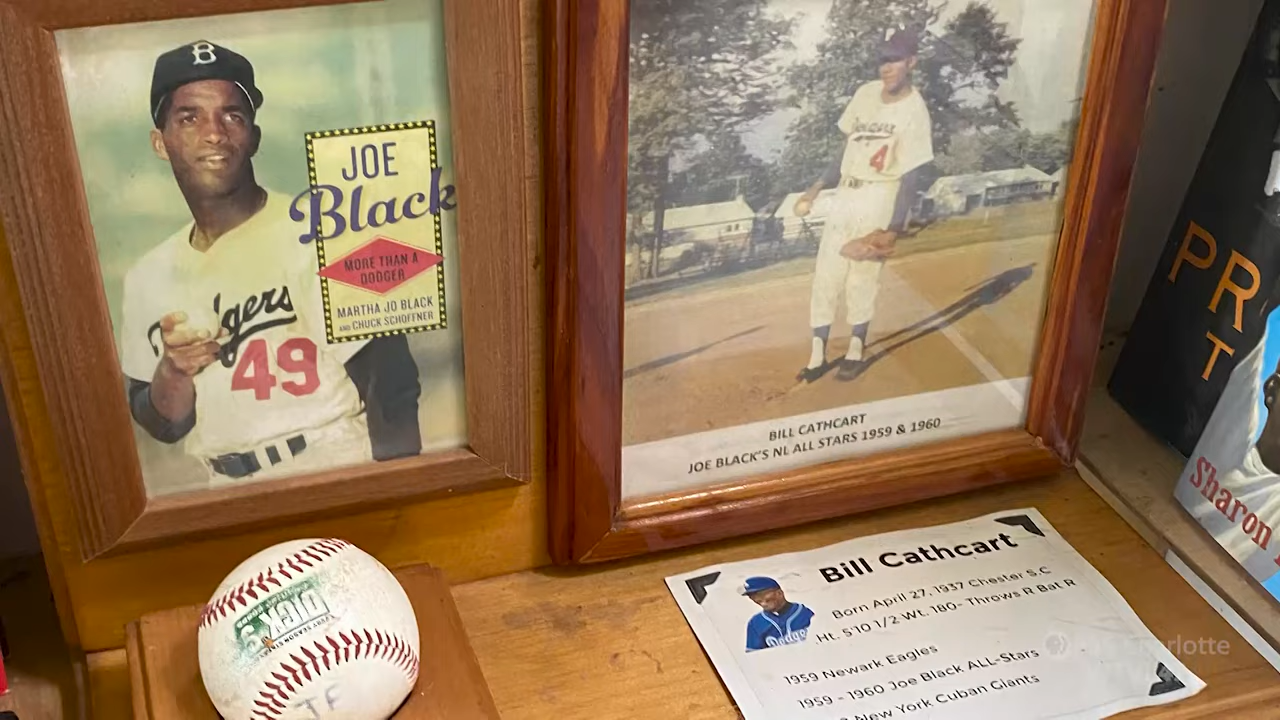 B
JOE
Black
MORE THAN A
DODGER
MARTHA JO BLACK
AND CHUCK SCHOFFNER
49
4
BILL CATHCART
JOE BLACK'S NL ALL STARS 1959 & 1960
PR
T
Sharon
DICK'S
JF
Bill Cathcart
Born April 27, 1937 Chester S.C
Ht. 5'10 1/2 Wt. 180- Throws R Bat R
Dodgers
1959 Newark Eagles
1959 - 1960 Joe Black ALL-Stars
New York Cuban Giants